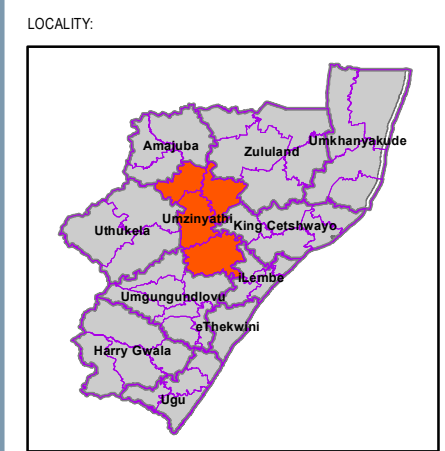 LOCALITY:
Amajuba
Zululand
Umkhanyakude
Umzinyathi
King Cetshwayo
Uthukela
iLembe
Umgungundlovu
eThekwini
Harry Gwala
Ugu